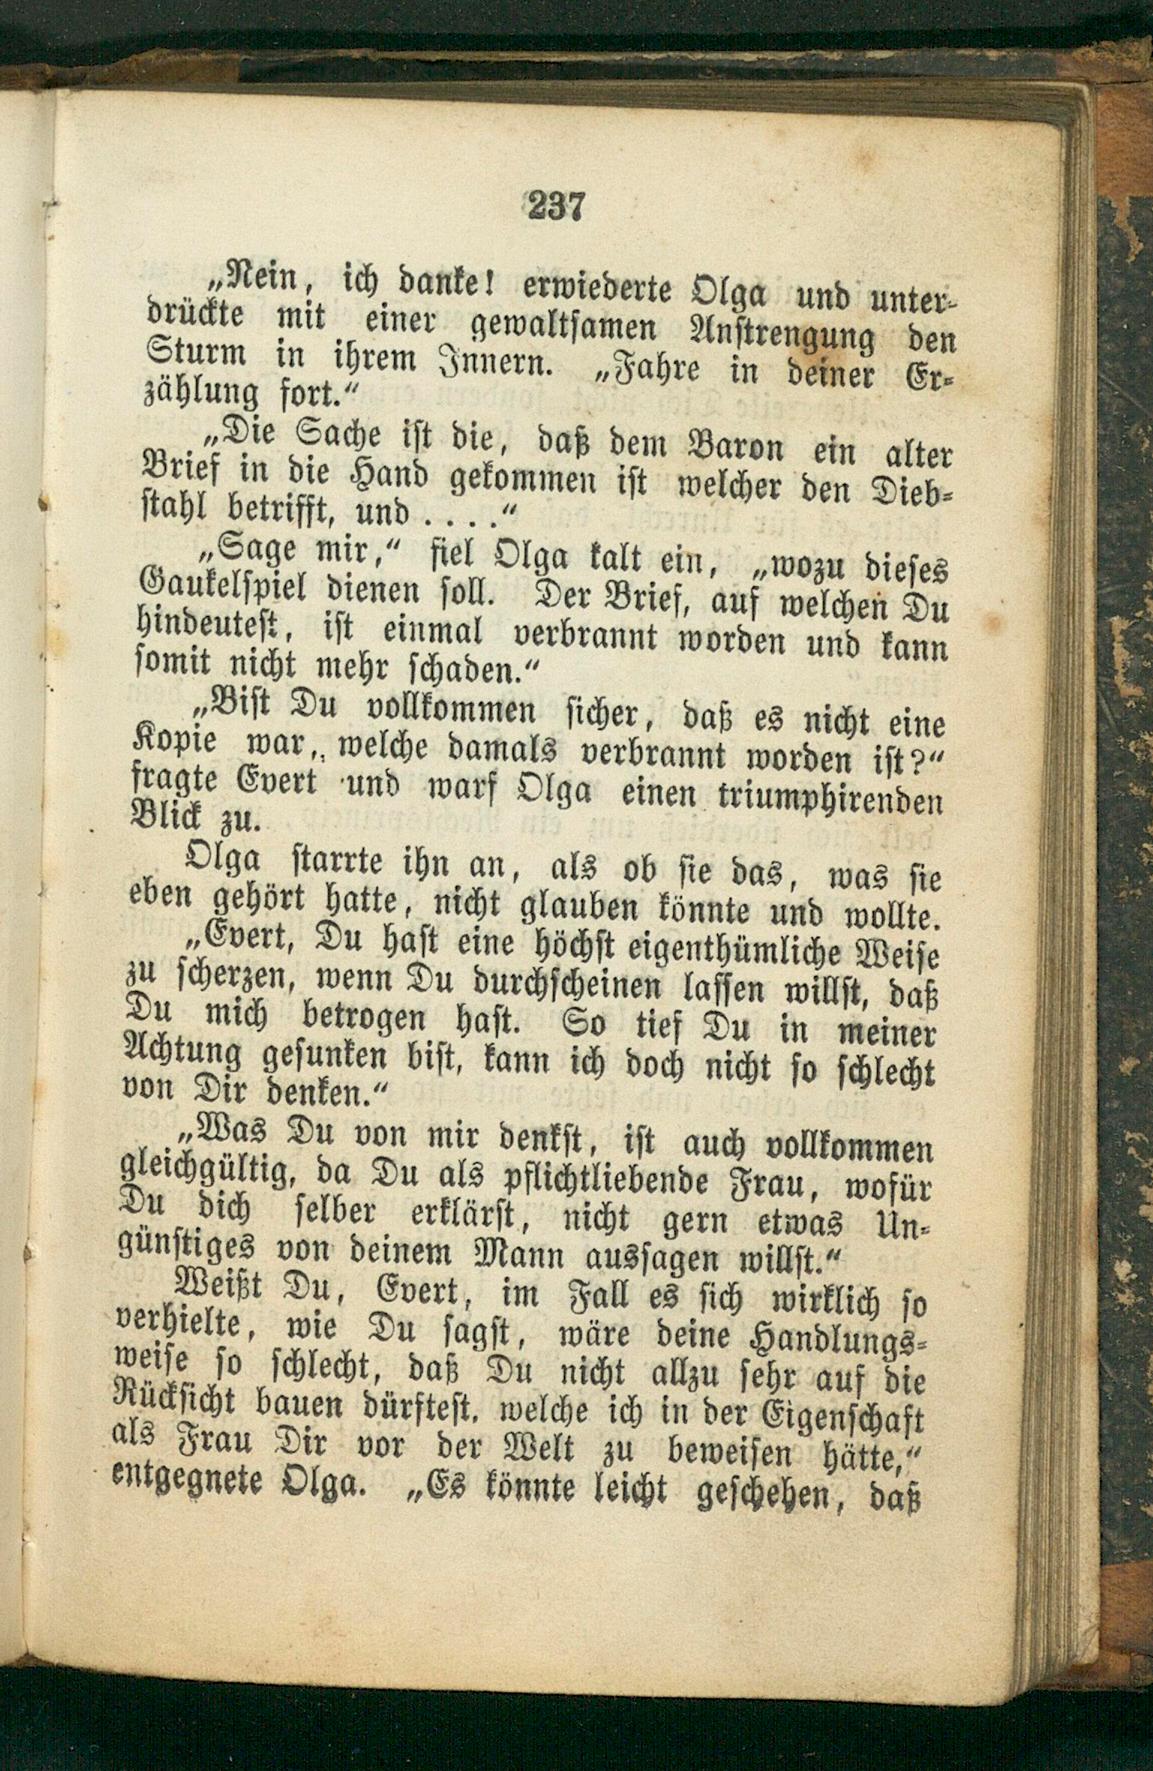 237
„Nein, ich danke! erwiederte Olga und unter-
drückte mit einer gewaltsamen Anstrengung den
Sturm in ihrem Innern. „Fahre in deiner Er-
zählung fort.“
„Die Sache ist die, daß dem Baron ein alter
Brief in die Hand gekommen ist welcher den Dieb-
stahl betrifft, und ....“
„Sage mir,“ fiel Olga kalt ein, „wozu dieses
Gaukelspiel dienen soll. Der Brief, auf welchen Du
hindeutest, ist einmal verbrannt worden und kann
somit nicht mehr schaden.“
„Bist Du vollkommen sicher, daß es nicht eine
Kopie war, welche damals verbrannt worden ist?“
fragte Evert und warf Olga einen triumphirenden
Blick zu.
Olga starrte ihn an, als ob sie das, was sie
eben gehört hatte, nicht glauben könnte und wollte.
„Evert, Du hast eine höchst eigenthümliche Weise
zu scherzen, wenn Du durchscheinen lassen willst, daß
Du mich betrogen hast. So tief Du in meiner
Achtung gesunken bist, kann ich doch nicht so schlecht
von Dir denken.“
„Was Du von mir denkst, ist auch vollkommen
gleichgültig, da Du als pflichtliebende Frau, wofür
Du dich selber erklärst, nicht gern etwas Un-
günstiges von deinem Mann aussagen willst.“
Weißt Du, Evert, im Fall es sich wirklich so
verhielte, wie Du sagst, wäre deine Handlungs-
weise so schlecht, daß Du nicht allzu sehr auf die
Rücksicht bauen dürftest, welche ich in der Eigenschaft
als Frau Dir vor der Welt zu beweisen hätte,“
entgegnete Olga. „Es könnte leicht geschehen, daß